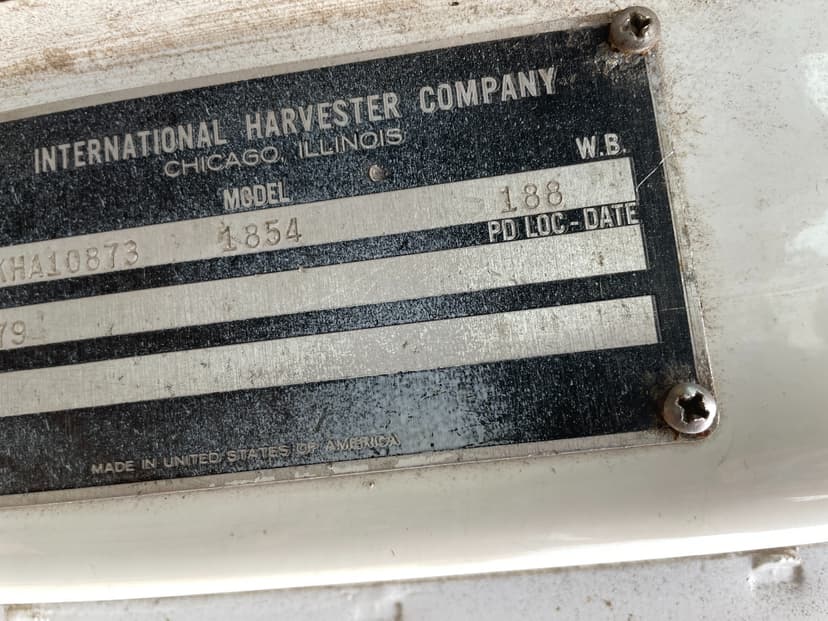 INTERNATIONAL HARVESTER COMPANY
CHICAGO, ILLINOIS
MODEL W.B.
KHA10873 1854 188
PD LOC-DATE
79
MADE IN UNITED STATES OF AMERICA